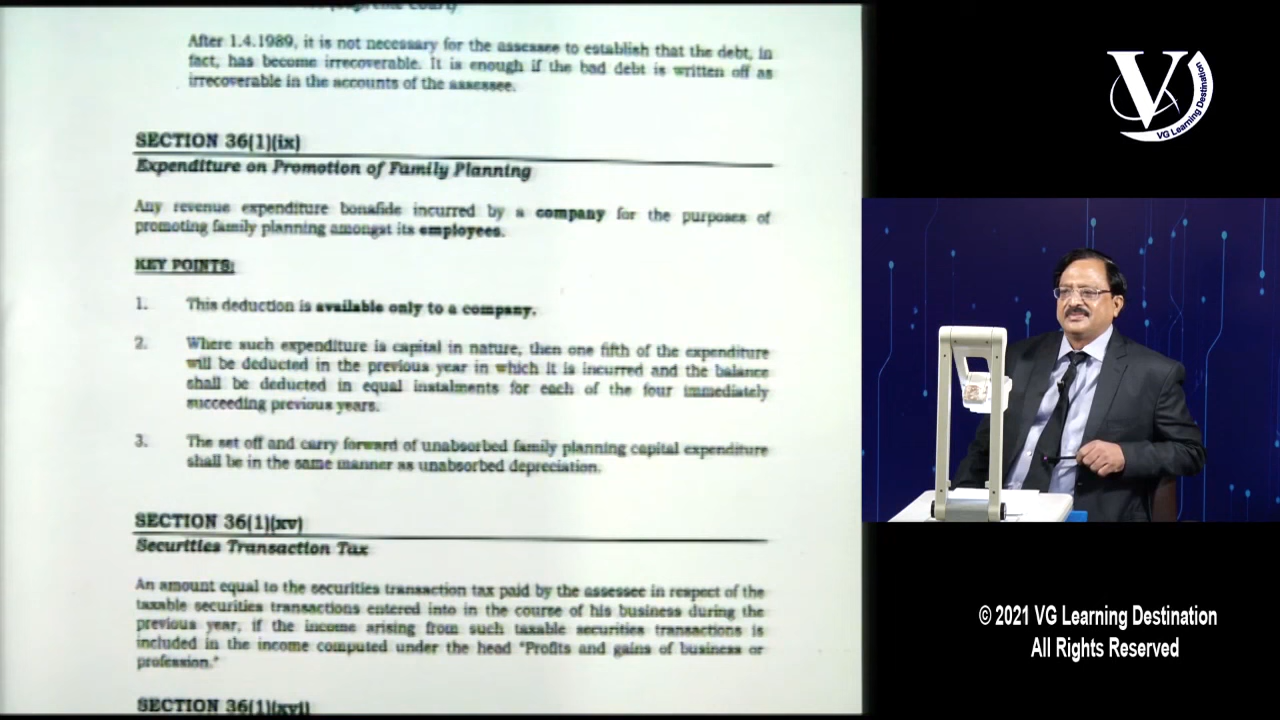 (Supreme Court)
After 1.4.1989, it is not necessary for the assessee to establish that the debt, in
fact, has become irrecoverable. It is enough if the bad debt is written off as
irrecoverable in the accounts of the assessee.
SECTION 36(1)(ix)
Expenditure on Promotion of Family Planning
Any revenue expenditure bonafide incurred by a company for the purposes of
promoting family planning amongst its employees.
KEY POINTS:
1. This deduction is available only to a company.
2. Where such expenditure is capital in nature, then one fifth of the expenditure
will be deducted in the previous year in which it is incurred and the balance
shall be deducted in equal instalments for each of the four immediately
succeeding previous years.
3. The set off and carry forward of unabsorbed family planning capital expenditure
shall be in the same manner as unabsorbed depreciation.
SECTION 36(1)(xv)
Securities Transaction Tax
An amount equal to the securities transaction tax paid by the assessee in respect of the
taxable securities transactions entered into in the course of his business during the
previous year, if the income arising from such taxable securities transactions is
included in the income computed under the head "Profits and gains of business or
profession."
SECTION 36(1)(xvi)
V
VG Learning Destination
© 2021 VG Learning Destination
All Rights Reserved